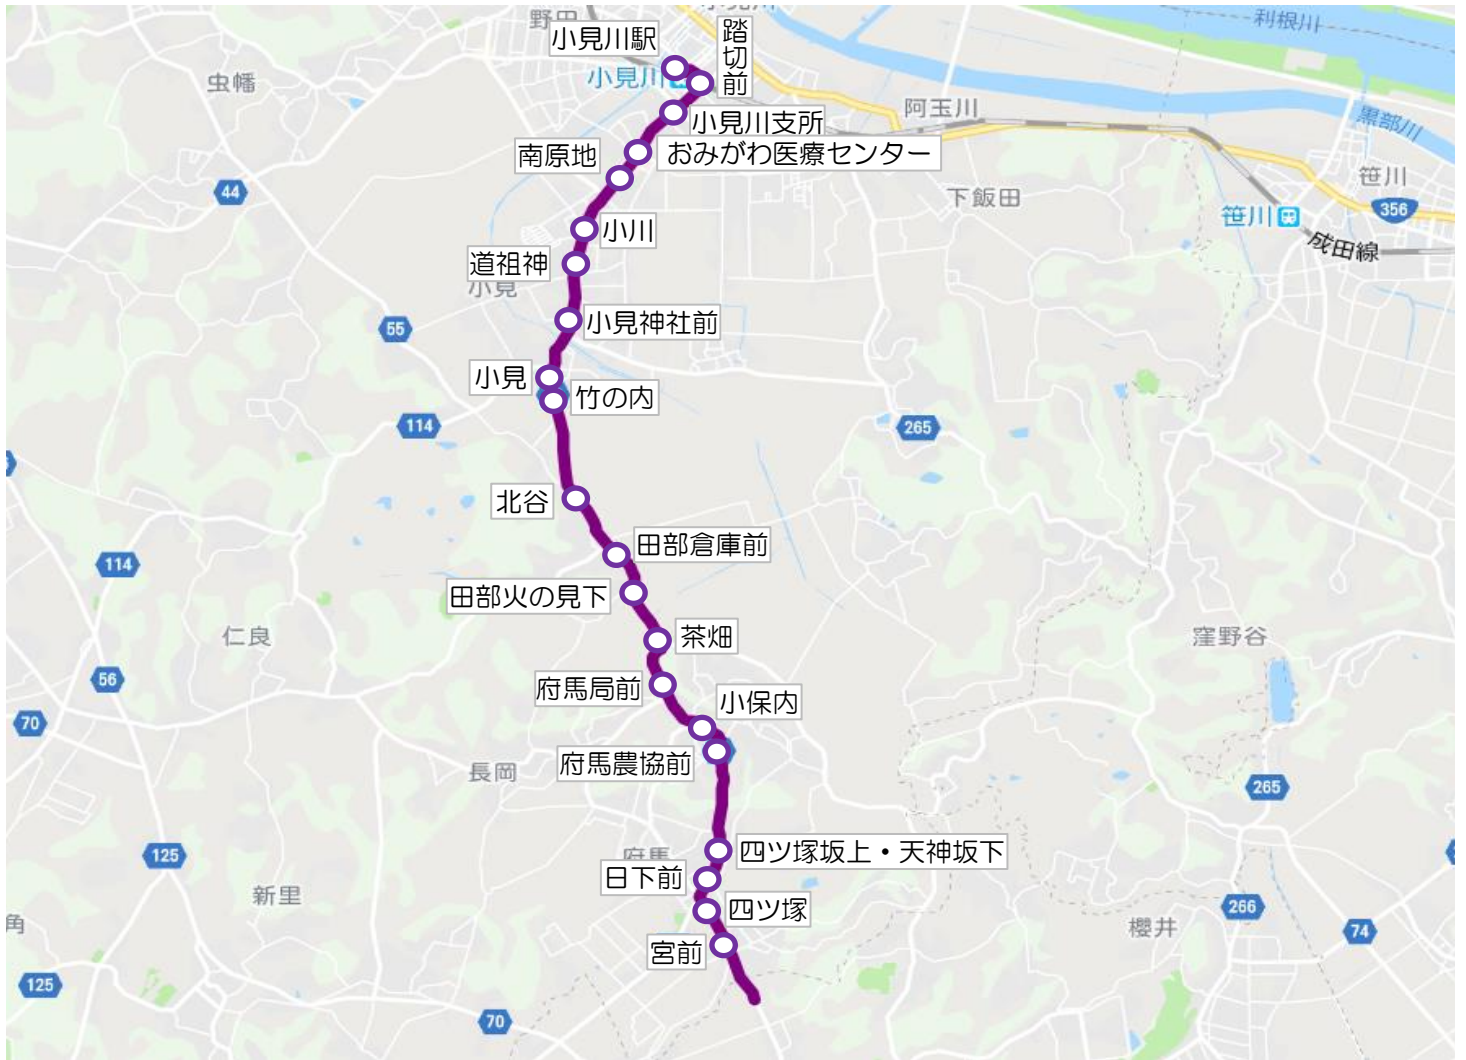 野田
小見川駅
踏切前
利根川
虫幡
小見川
阿玉川
黒部川
小見川支所
おみがわ医療センター
南原地
笹川
44
下飯田
356
笹川
小川
成田線
道祖神
小見
小見神社前
55
小見
竹の内
114
265
北谷
田部倉庫前
114
田部火の見下
仁良
茶畑
窪野谷
56
府馬局前
小保内
70
府馬農協前
長岡
265
125
府馬
四ツ塚坂上・天神坂下
日下前
新里
四ツ塚
266
角
櫻井
74
宮前
125
70